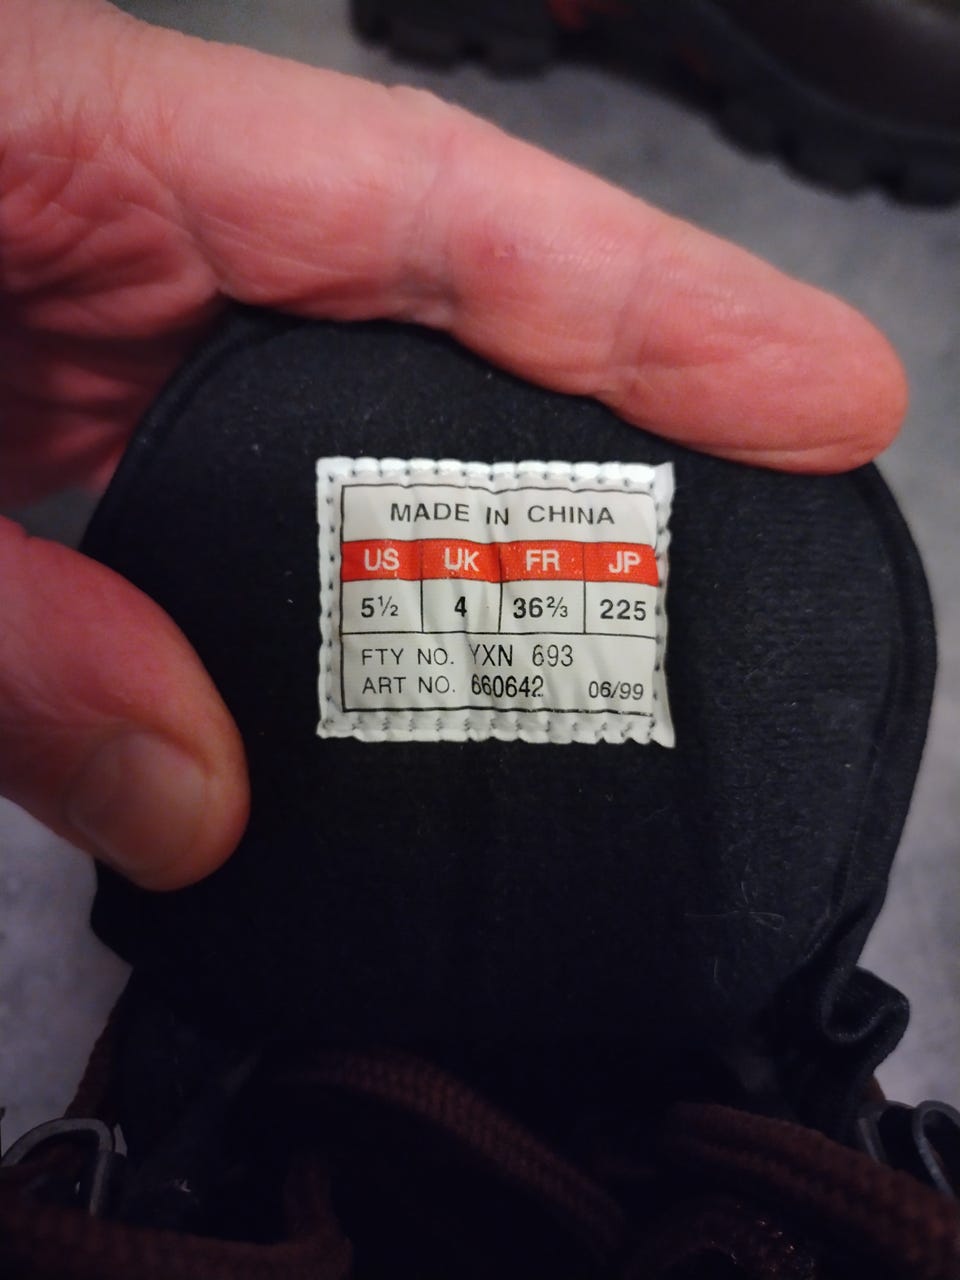 MADE IN CHINA
US UK FR JP
5½ 4 36⅔ 225
FTY NO. YXN 693
ART NO. 660642 06/99